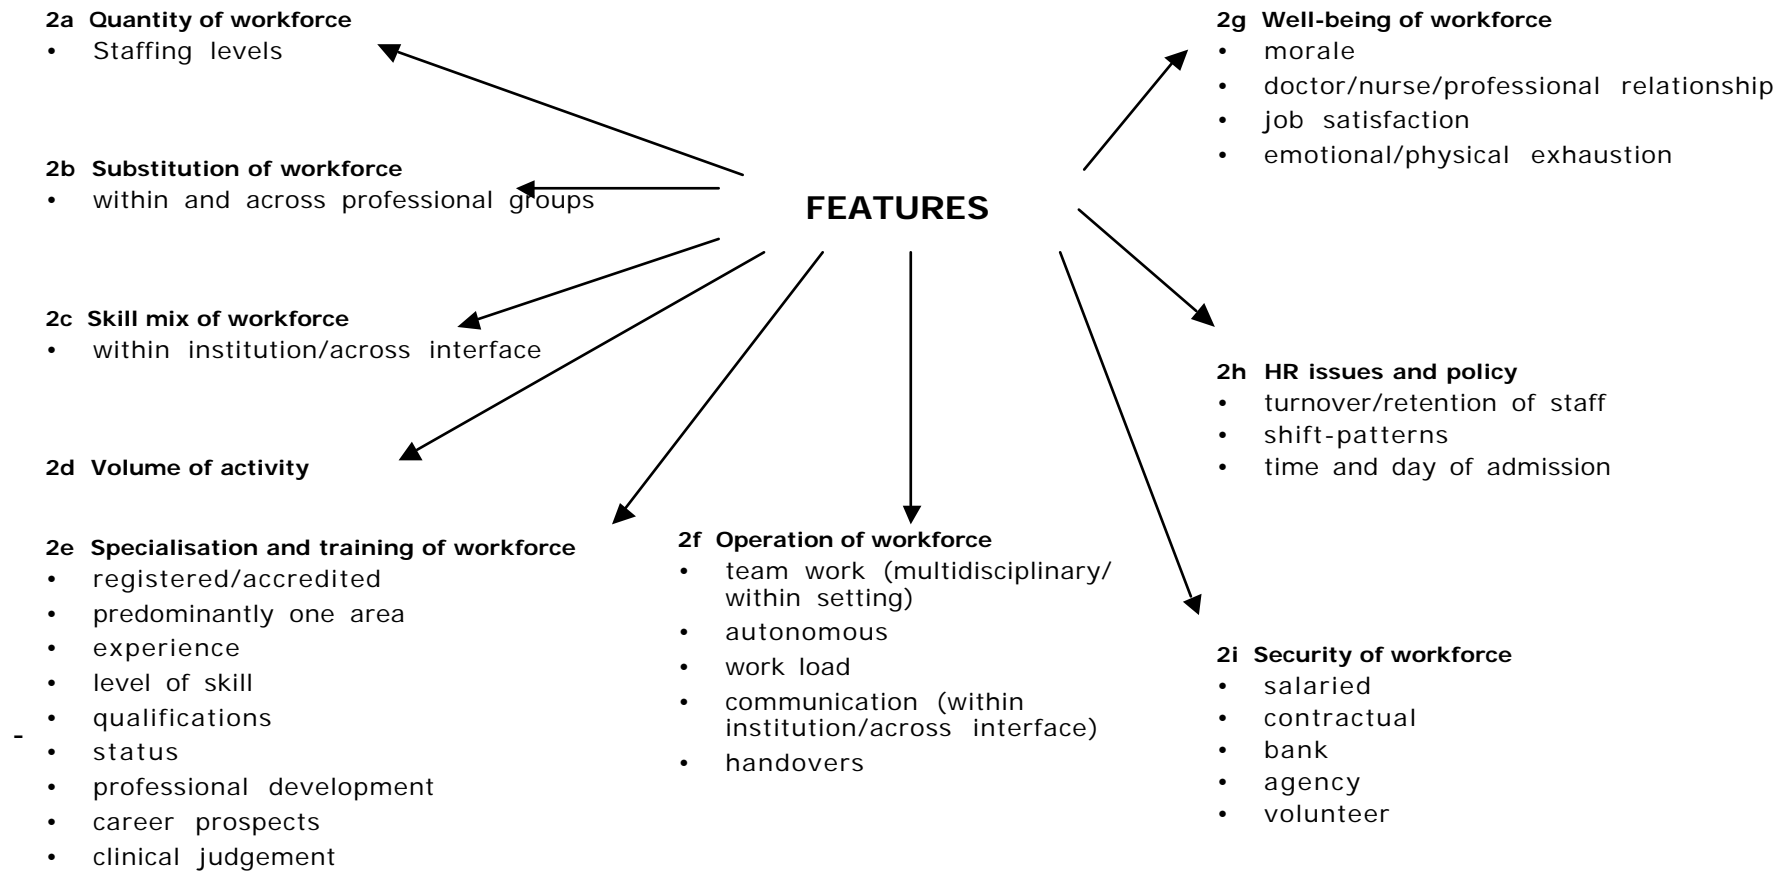 2a Quantity of workforce
• Staffing levels
2b Substitution of workforce
• within and across professional groups
2c Skill mix of workforce
• within institution/across interface
2d Volume of activity
2e Specialisation and training of workforce
• registered/accredited
• predominantly one area
• experience
• level of skill
• qualifications
-
• status
• professional development
• career prospects
• clinical judgement
FEATURES
2f Operation of workforce
• team work (multidisciplinary/
within setting)
• autonomous
• work load
• communication (within
institution/across interface)
• handovers
2g Well-being of workforce
• morale
• doctor/nurse/professional relationship
• job satisfaction
• emotional/physical exhaustion
2h HR issues and policy
• turnover/retention of staff
• shift-patterns
• time and day of admission
2i Security of workforce
• salaried
• contractual
• bank
• agency
• volunteer